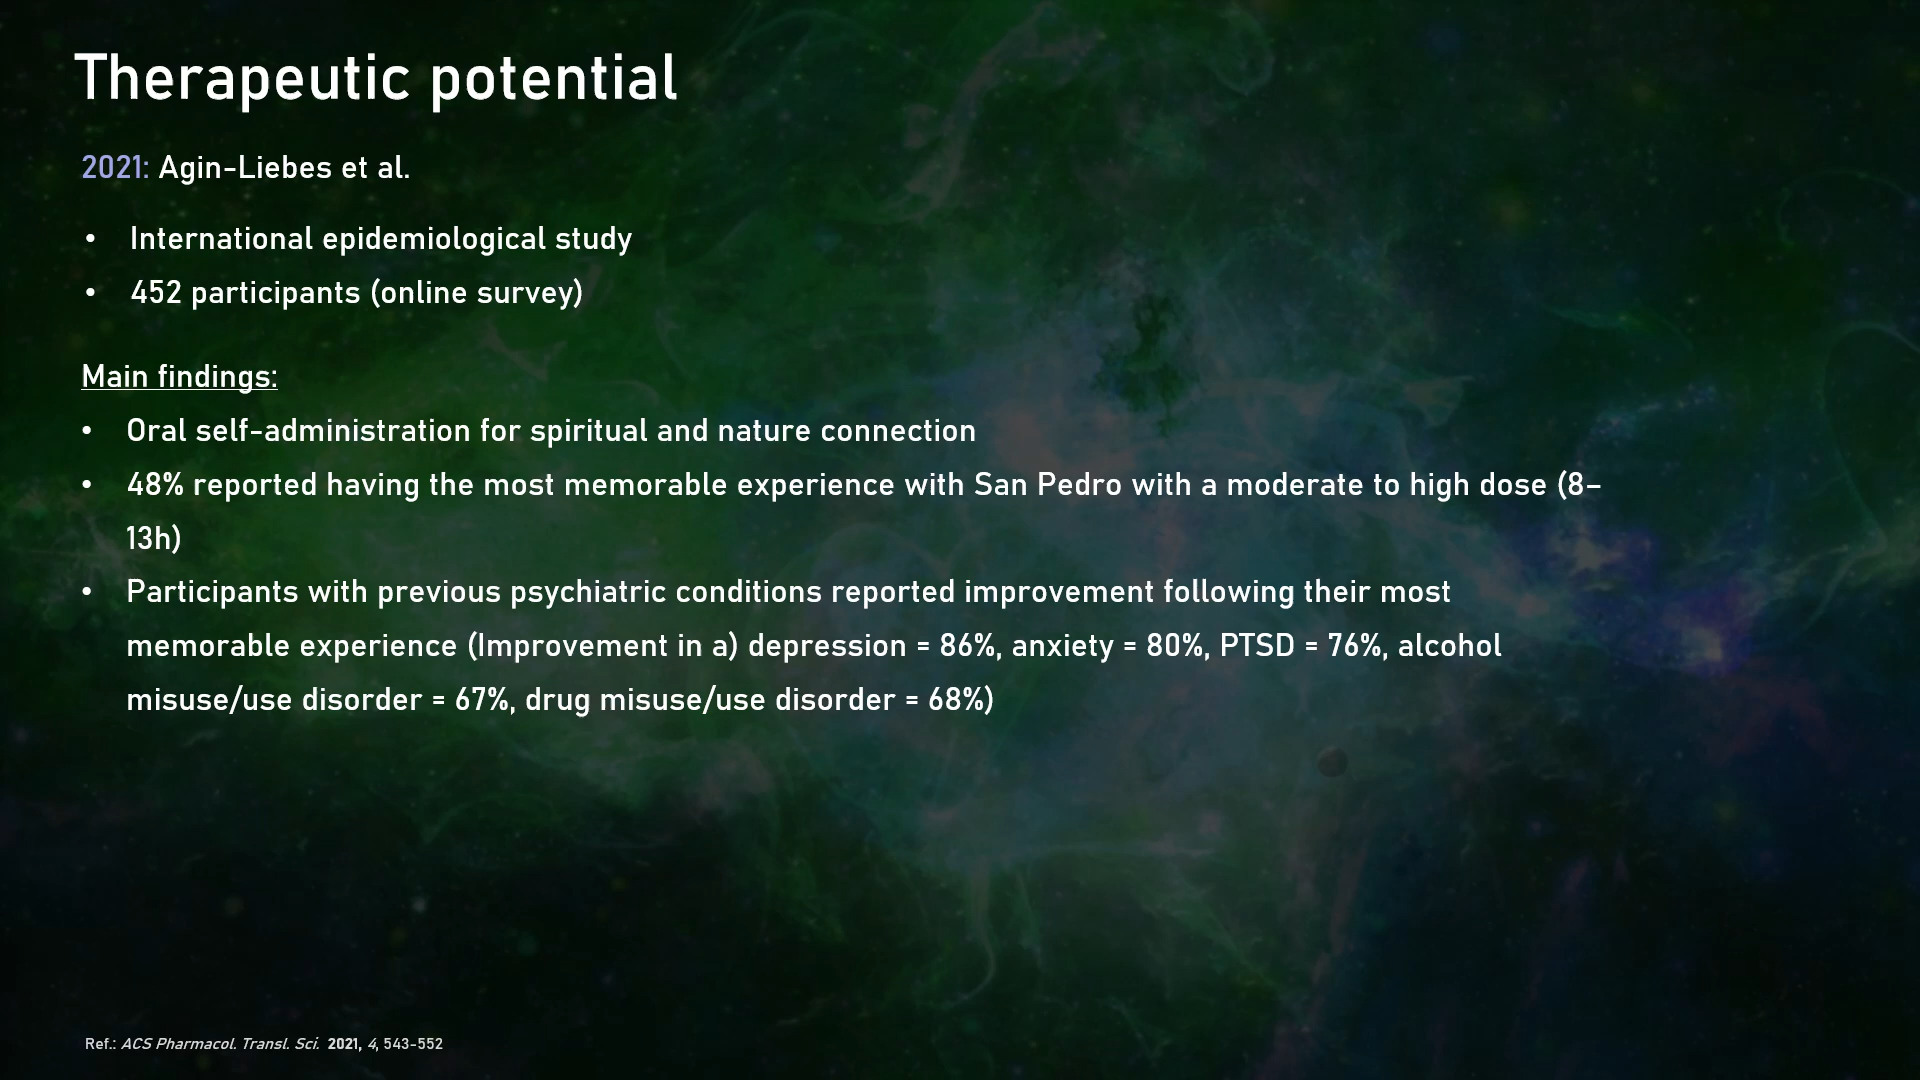 Therapeutic potential
2021: Agin-Liebes et al.
• International epidemiological study
• 452 participants (online survey)
Main findings:
• Oral self-administration for spiritual and nature connection
• 48% reported having the most memorable experience with San Pedro with a moderate to high dose (8–
13h)
• Participants with previous psychiatric conditions reported improvement following their most
memorable experience (Improvement in a) depression = 86%, anxiety = 80%, PTSD = 76%, alcohol
misuse/use disorder = 67%, drug misuse/use disorder = 68%)
Ref.: ACS Pharmacol. Transl. Sci. 2021, 4, 543-552